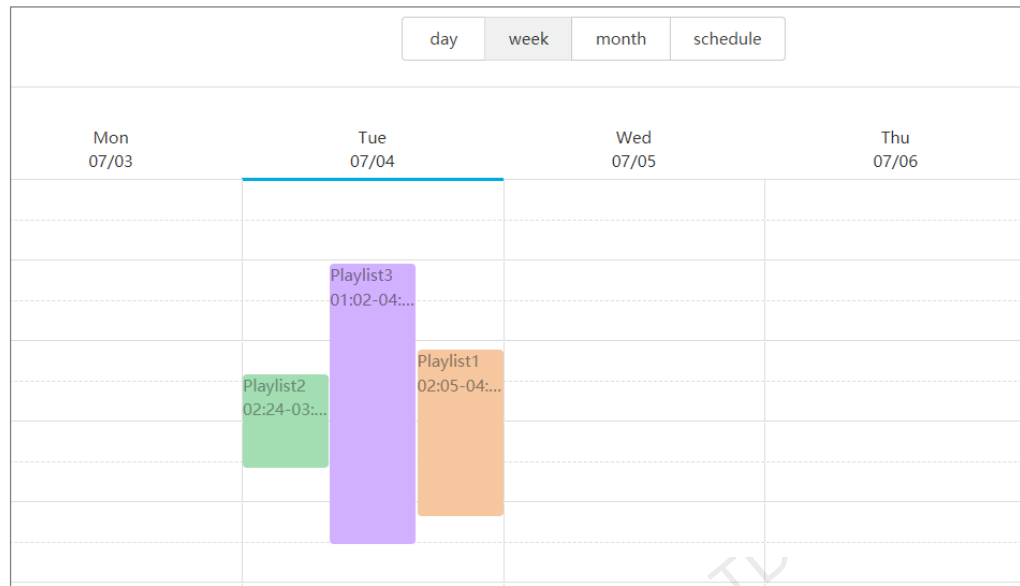 day week month schedule
Mon Tue Wed Thu
07/03 07/04 07/05 07/06
Playlist3
01:02-04:...
Playlist1
02:05-04:...
Playlist2
02:24-03:...